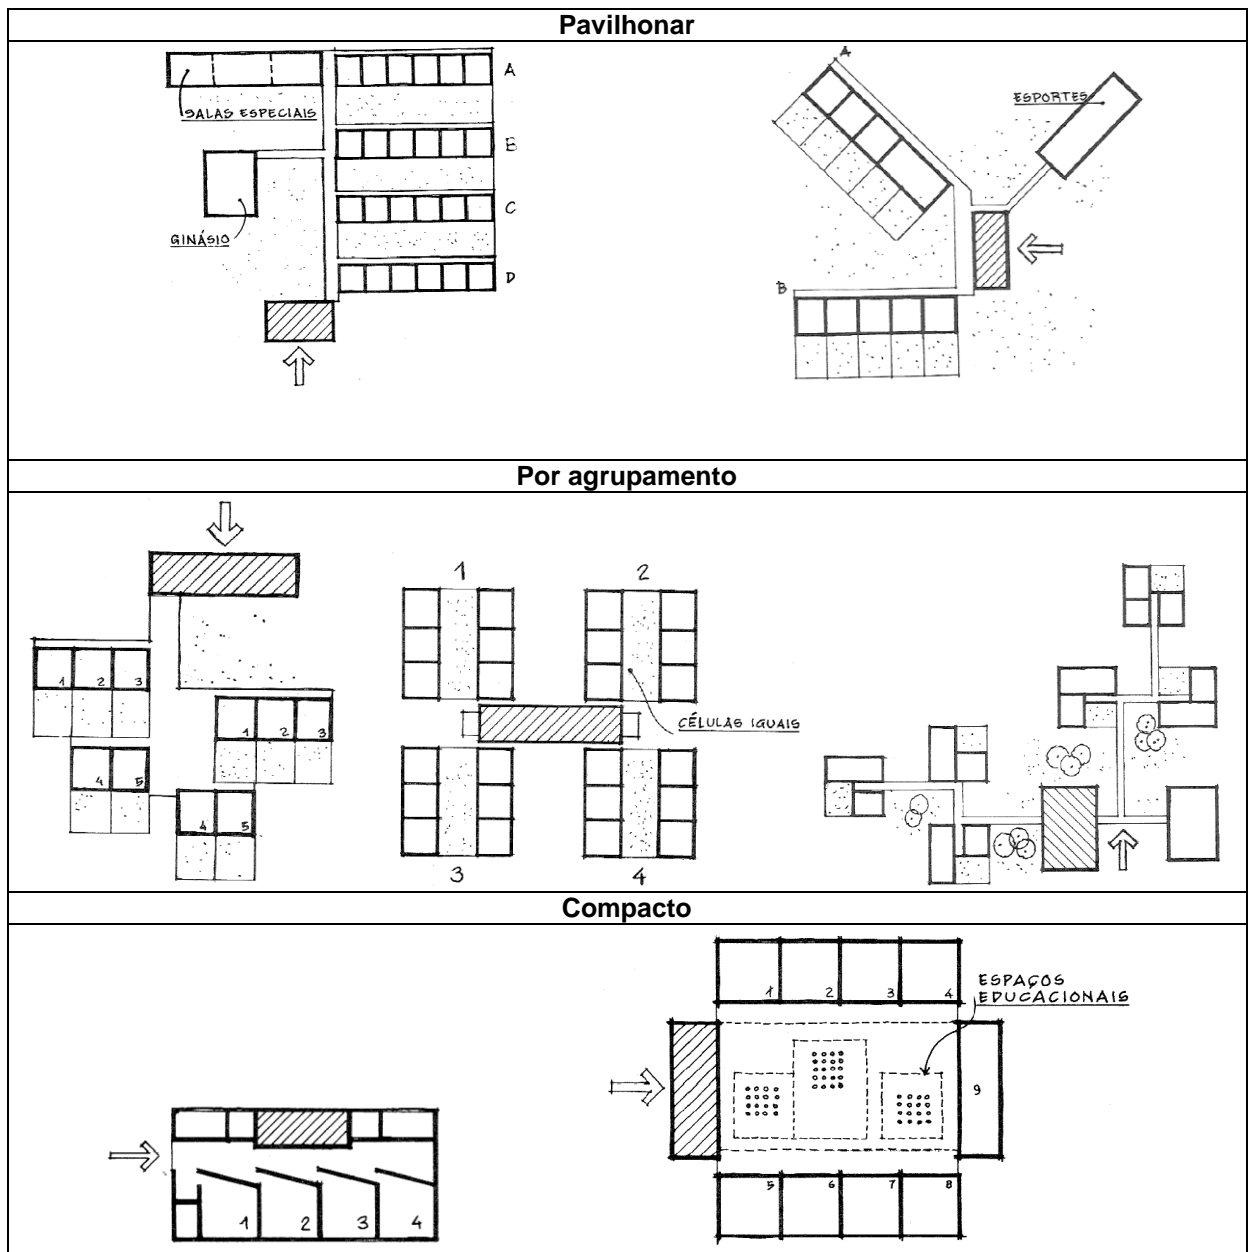 Pavilhonar
SALAS ESPECIAIS
GINÁSIO
A
E
C
D
A
B
ESPORTES
Por agrupamento
1 2 3
4 5
1 2 3
4 5
1 2
3 4
CÉLULAS IGUAIS
Compacto
1 2 3 4
1 2 3 4
ESPAÇOS
EDUCACIONAIS
9
5 6 7 8